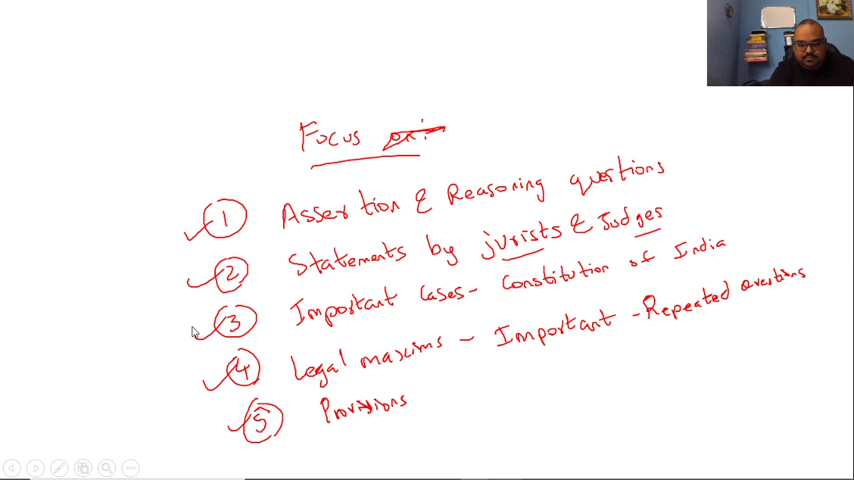 Focus on:
1 Assertion & Reasoning questions
2 Statements by jurists & Judges
3 Important Cases - Constitution of India
4 Legal maxims - Important - Repeated Questions
5 Provisions